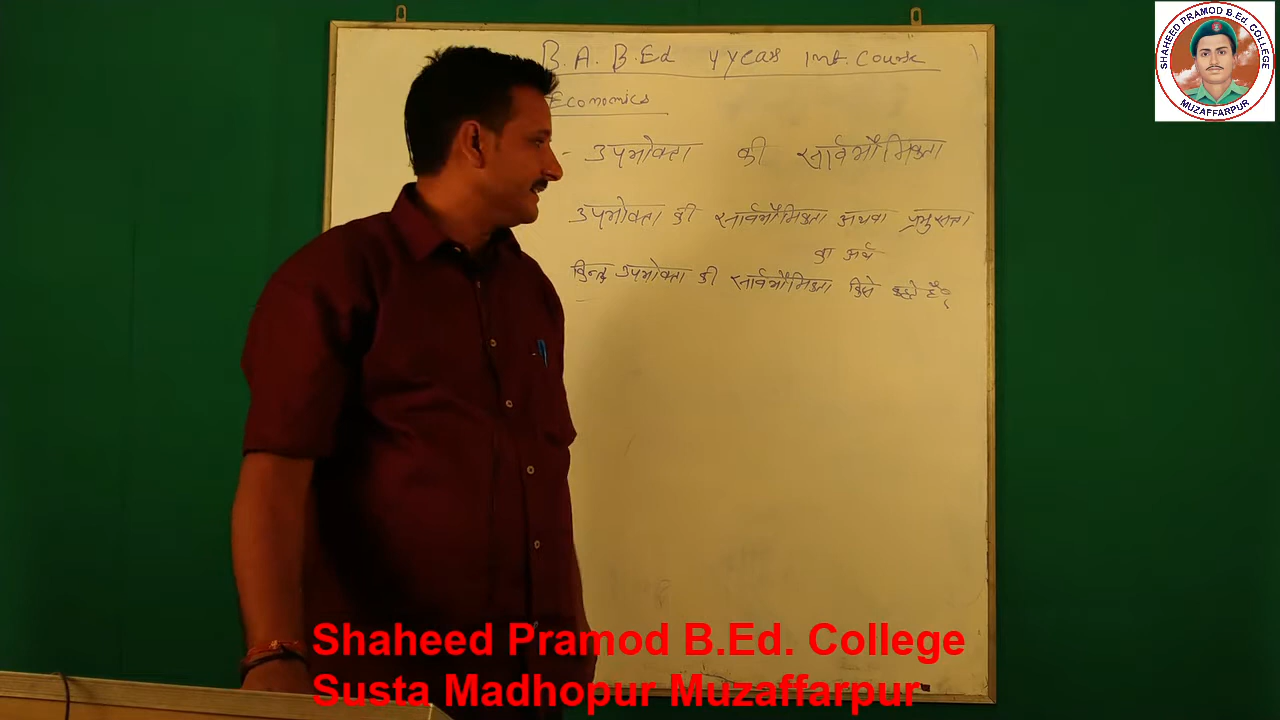 B.A. B.Ed 4 year Int. Course
Economics
- उपभोक्ता की सार्वभौमिकता
उपभोक्ता की सार्वभौमिकता अथवा प्रभुसत्ता
का अर्थ
किन्तु उपभोक्ता की सार्वभौमिकता किसे कहते हैं?
SHAHEED PRAMOD B.Ed. COLLEGE
MUZAFFARPUR
Shaheed Pramod B.Ed. College
Susta Madhopur Muzaffarpur